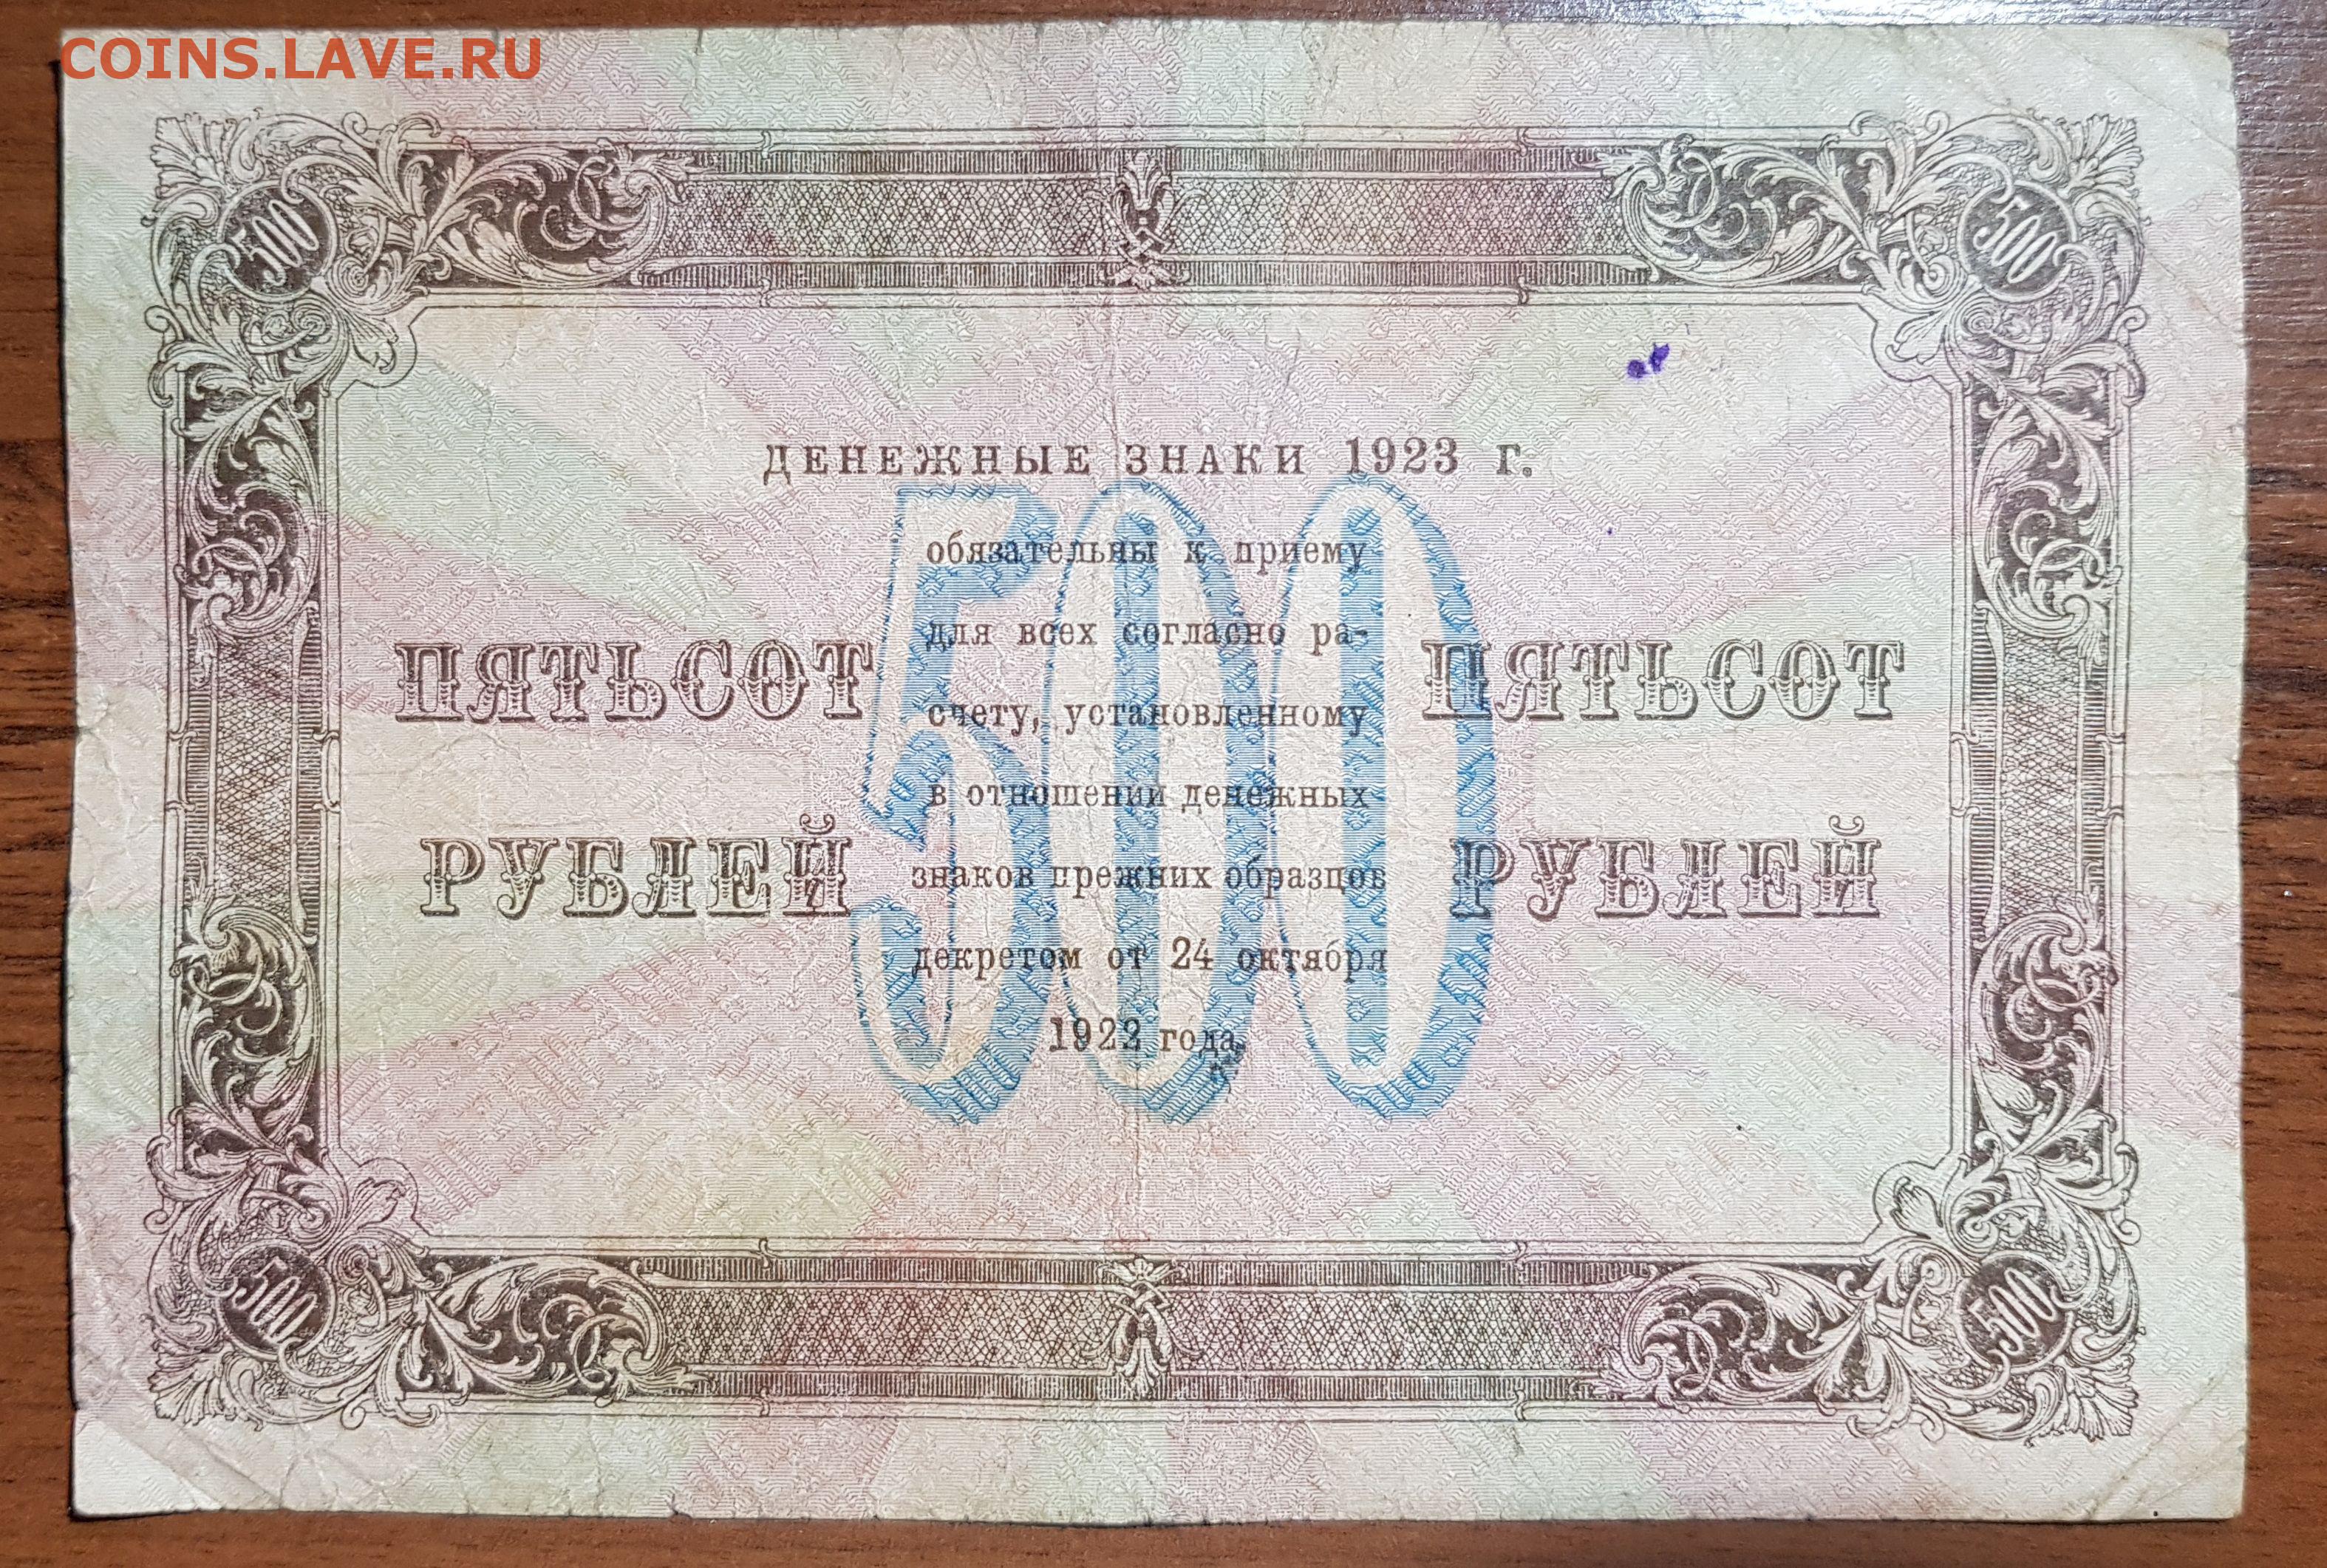 COINS.LAVE.RU
500 500
ДЕНЕЖНЫЕ ЗНАКИ 1923 г.
500
обязательны к приему
для всех согласно ра-
счету, установленному
в отношении денежных
знаков прежних образцов
декретом от 24 октября
1922 года.
ПЯТЬСОТ
РУБЛЕЙ
ПЯТЬСОТ
РУБЛЕЙ
500 500